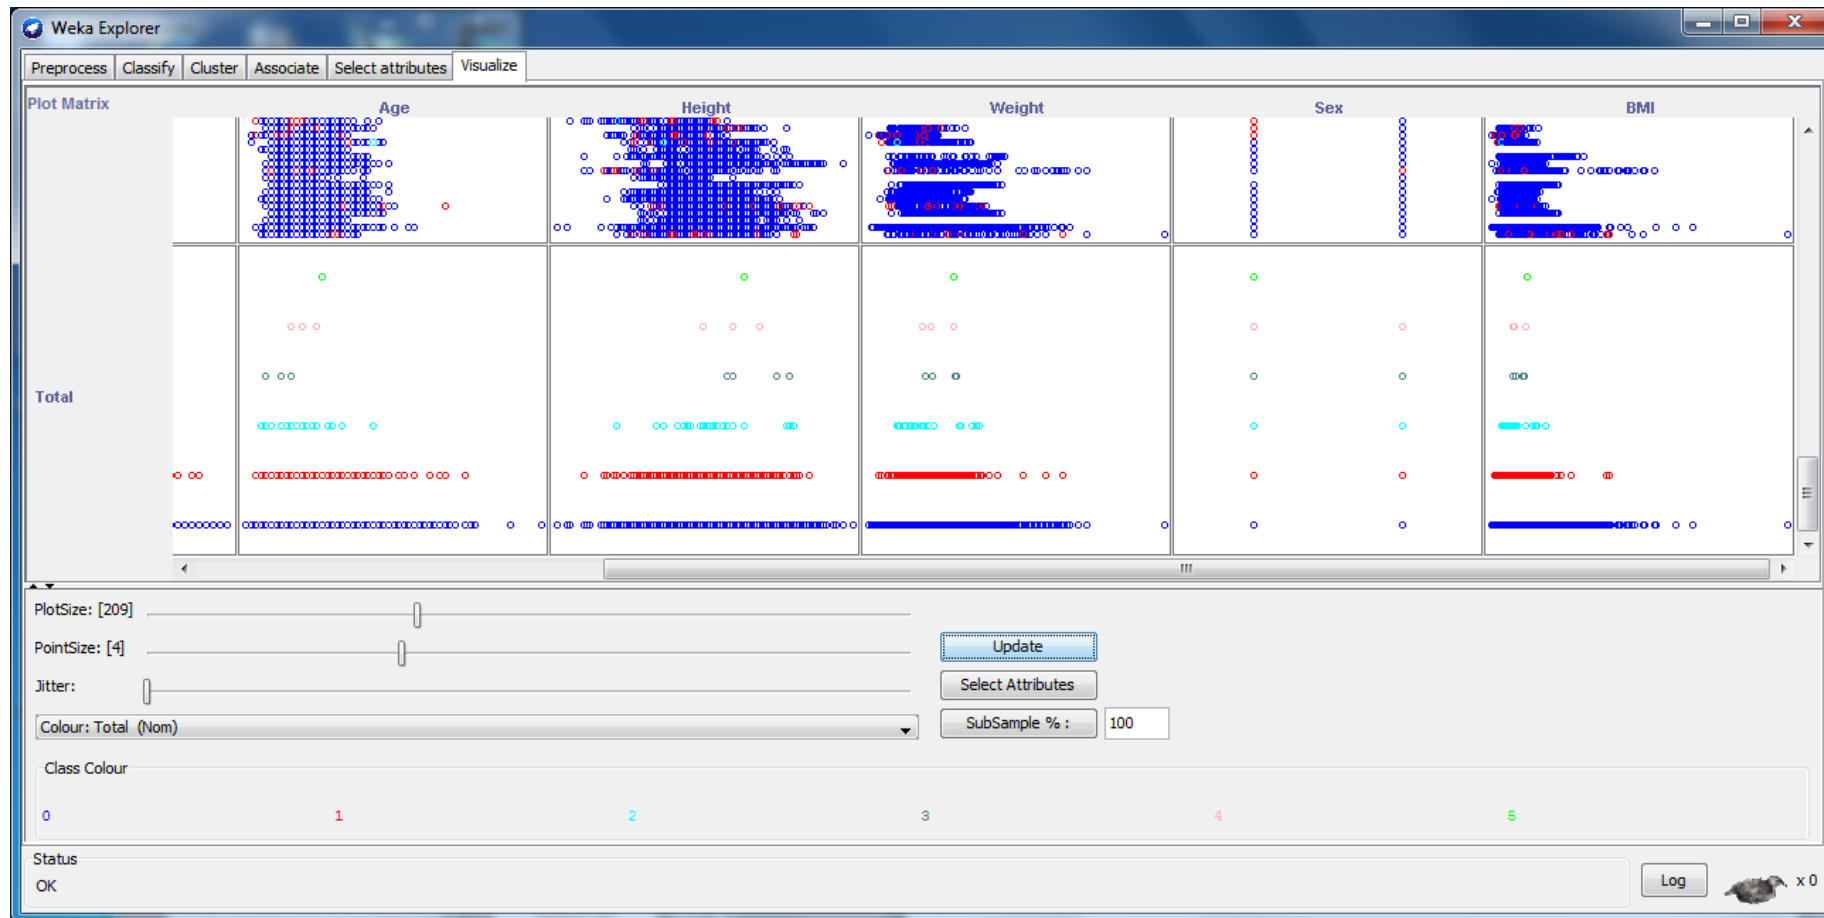 Weka Explorer
Preprocess Classify Cluster Associate Select attributes Visualize
Plot Matrix Age Height Weight Sex BMI
Total
PlotSize: [209]
PointSize: [4] Update
Jitter: Select Attributes
Colour: Total (Nom) SubSample % : 100
Class Colour
0 1 2 3 4 5
Status
OK Log x 0